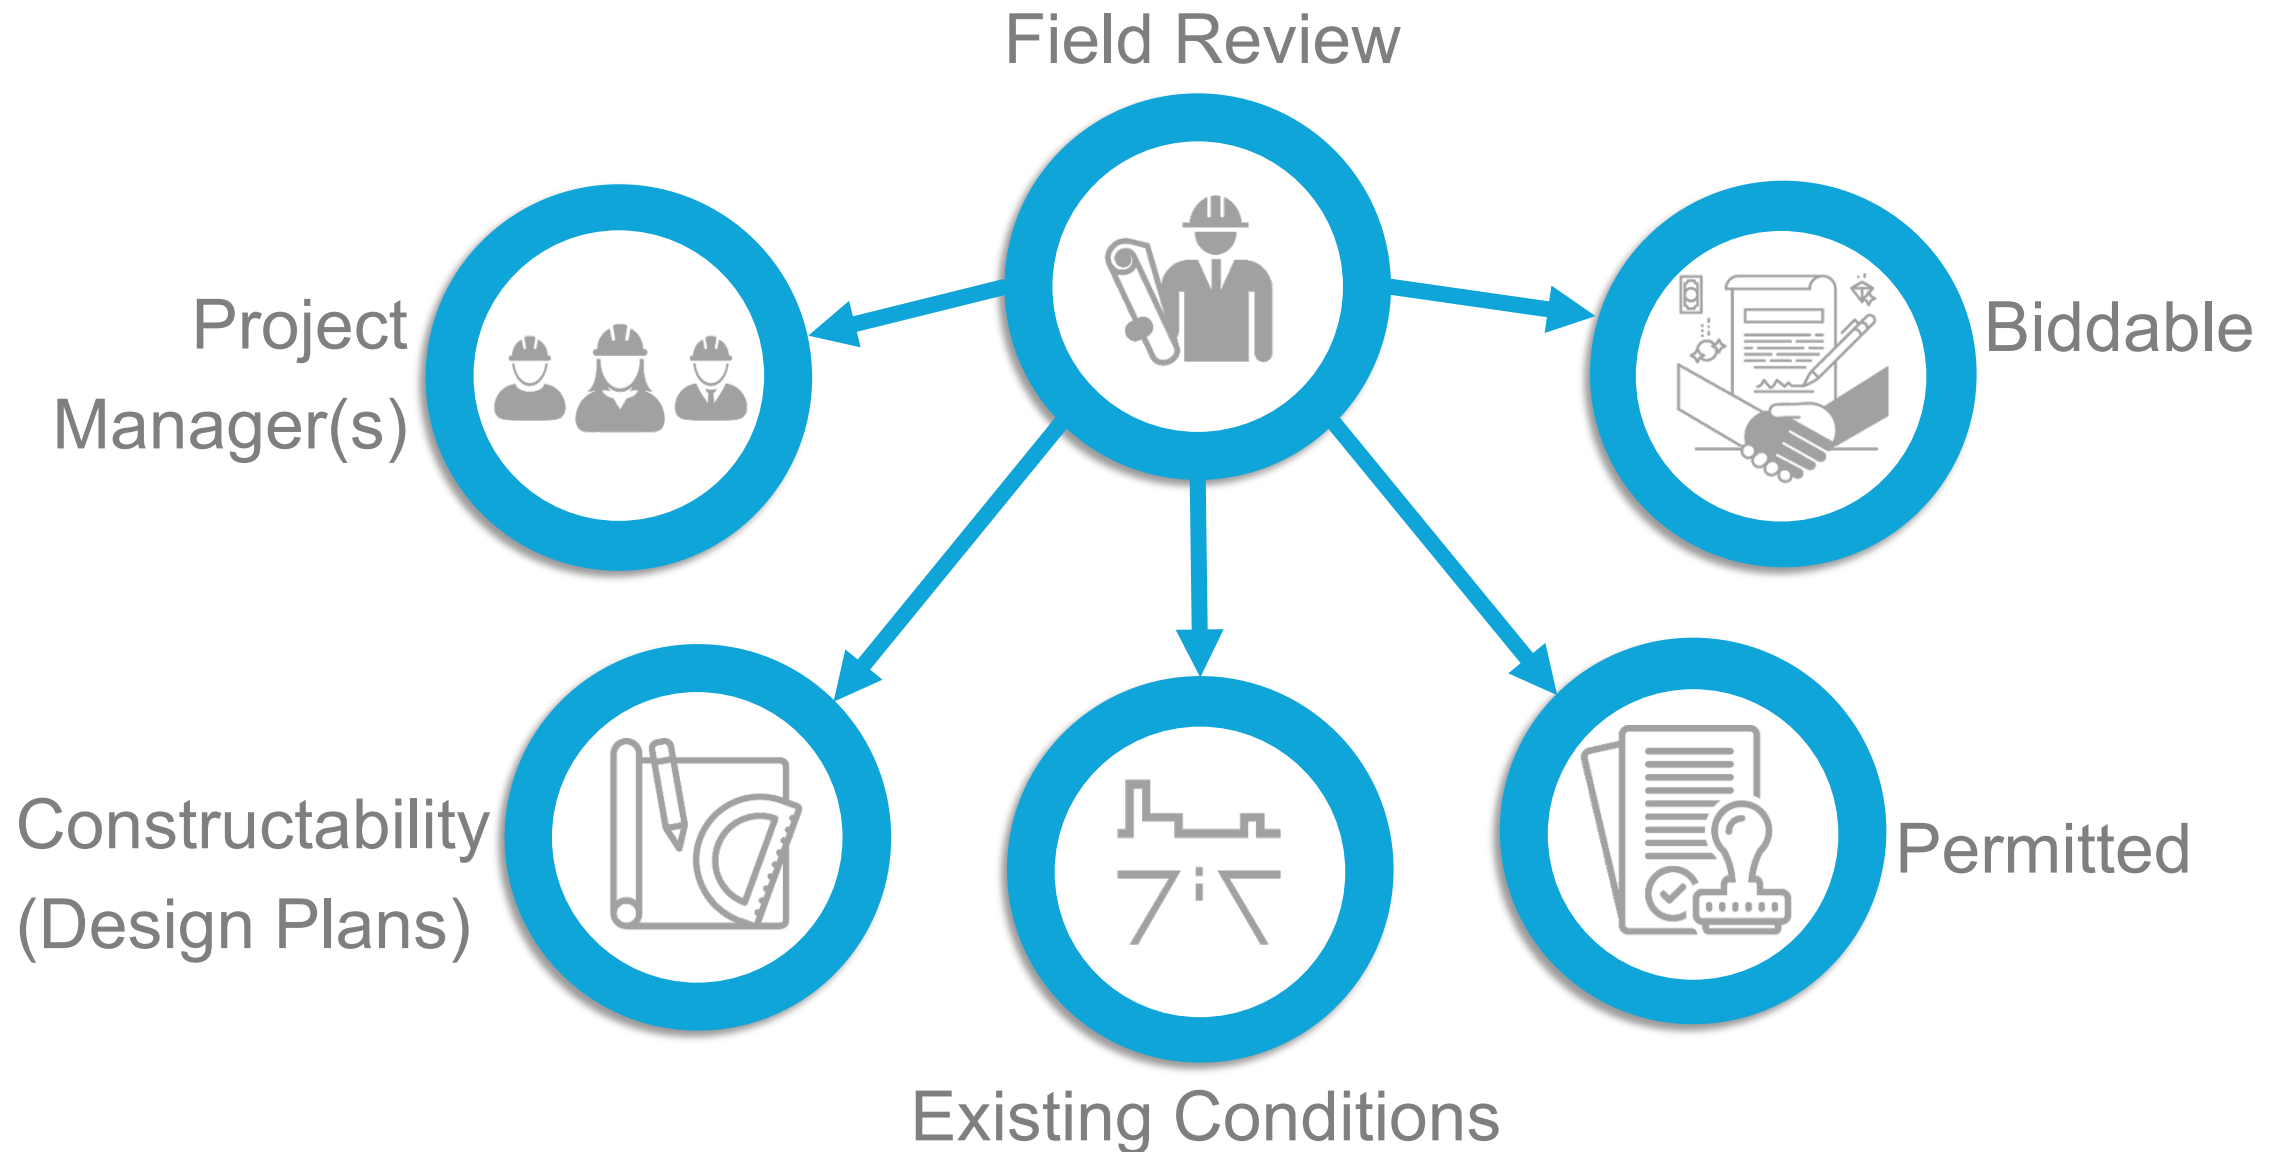 Field Review
Project
Manager(s)
Biddable
Constructability
(Design Plans)
Permitted
Existing Conditions